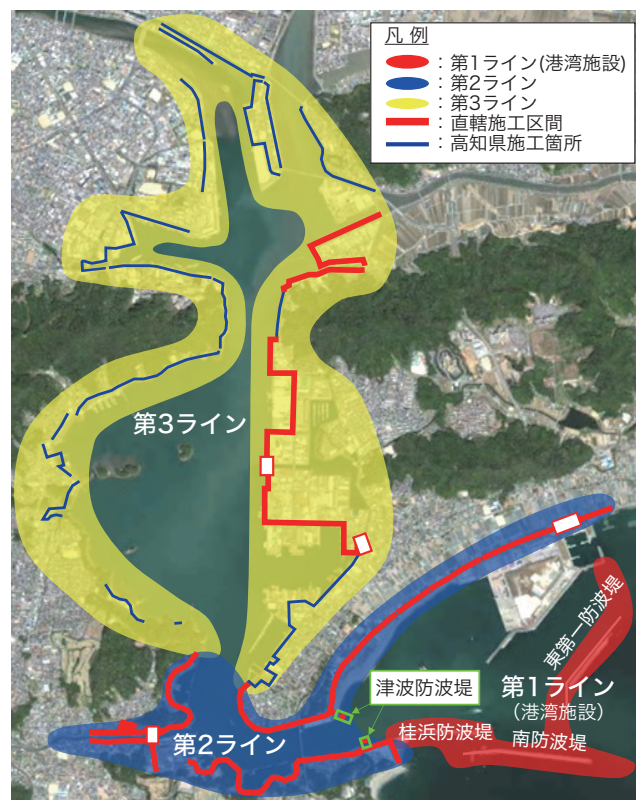 凡 例
：第1ライン(港湾施設)
：第2ライン
：第3ライン
：直轄施工区間
：高知県施工箇所
第3ライン
東第一防波堤
津波防波堤
第1ライン
（港湾施設）
第2ライン
桂浜防波堤
南防波堤